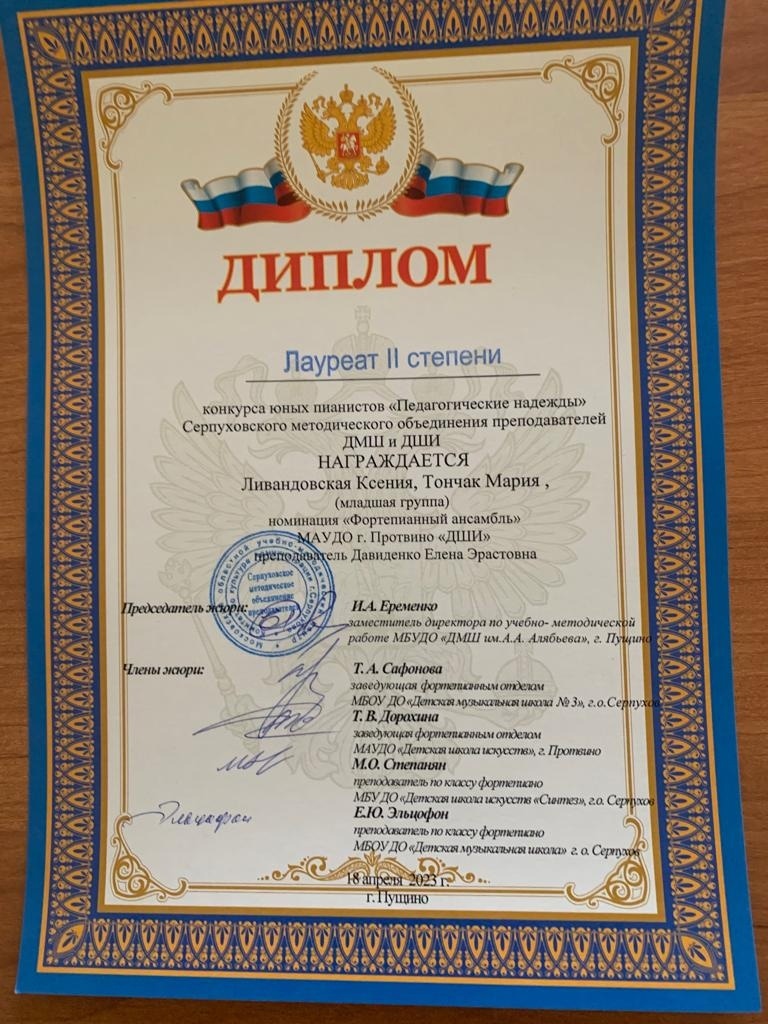 ДИПЛОМ
Лауреат II степени
конкурса юных пианистов «Педагогические надежды»
Серпуховского методического объединения преподавателей
ДМШ и ДШИ
НАГРАЖДАЕТСЯ
Ливандовская Ксения, Тончак Мария ,
(младшая группа)
номинация «Фортепианный ансамбль»
МАУДО г. Протвино «ДШИ»
преподаватель Давиденко Елена Эрастовна
Серпуховское
методическое
объединение
преподавателей
Председатель жюри:
И.А. Еременко
заместитель директора по учебно- методической
работе МБУДО «ДМШ им.А.А. Алябьева», г. Пущино
Члены жюри:
Т. А. Сафонова
заведующая фортепианным отделом
МБОУ ДО «Детская музыкальная школа № 3», г.о.Серпухов
Т. В. Дорохина
заведующая фортепианным отделом
МАУДО «Детская школа искусств», г. Протвино
М.О. Степанян
преподаватель по классу фортепиано
МБУ ДО «Детская школа искусств «Синтез», г.о. Серпухов
Е.Ю. Эльцофон
преподаватель по классу фортепиано
МБОУ ДО «Детская музыкальная школа» г. о. Серпухов
18 апреля 2023 г.
г. Пущино